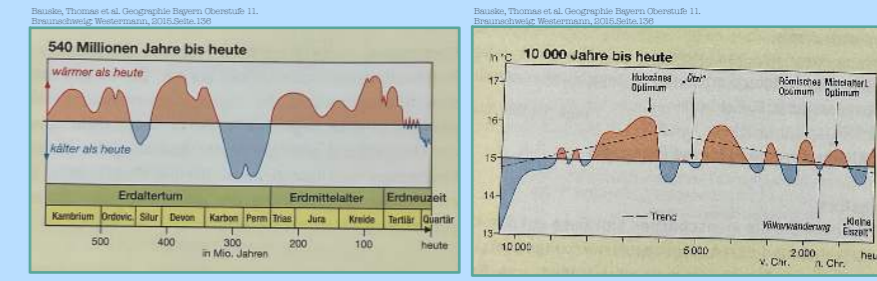 Bauske, Thomas et al. Geographie Bayern Oberstufe 11.
Braunschweig: Westermann, 2015.Seite.136
540 Millionen Jahre bis heute
wärmer als heute
kälter als heute
Erdaltertum Erdmittelalter Erdneuzeit
Kambrium Ordovic. Silur Devon Karbon Perm Trias Jura Kreide Tertiär Quartär
500 400 300 200 100 heute
in Mio. Jahren
Bauske, Thomas et al. Geographie Bayern Oberstufe 11.
Braunschweig: Westermann, 2015.Seite.136
in °C 10 000 Jahre bis heute
17
Holozänes Optimum
„Ötzi"
Römisches Optimum
Mittelalterl. Optimum
16
15
14
Trend
Völkerwanderung
„Kleine Eiszeit"
13
10 000 5 000 2 000 heu
v. Chr. n. Chr.